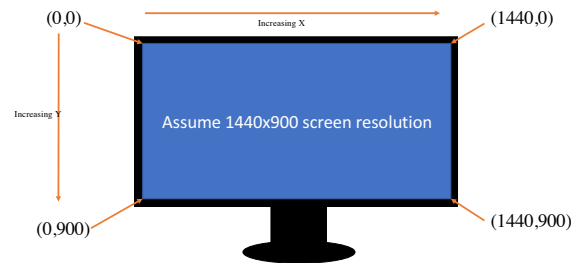 (0,0)
Increasing X
(1440,0)
Increasing Y
Assume 1440x900 screen resolution
(0,900)
(1440,900)